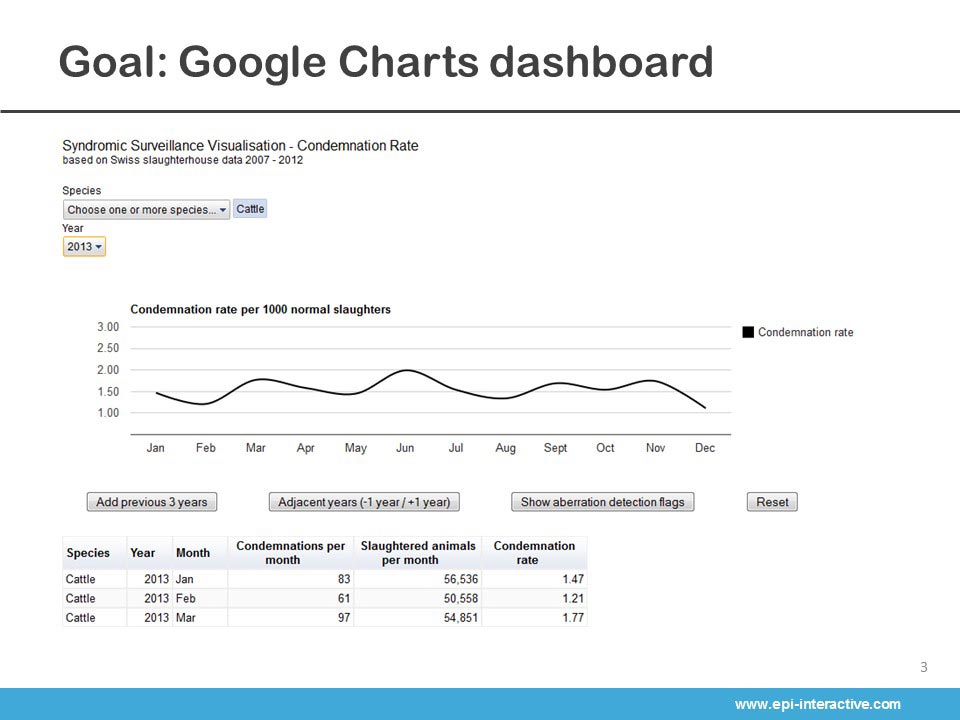 Goal: Google Charts dashboard
Syndromic Surveillance Visualisation - Condemnation Rate
based on Swiss slaughterhouse data 2007 - 2012
Species
Choose one or more species... Cattle
Year
2013
Condemnation rate per 1000 normal slaughters
3.00
2.50
2.00
1.50
1.00
Condemnation rate
Jan Feb Mar Apr May Jun Jul Aug Sept Oct Nov Dec
Add previous 3 years Adjacent years (-1 year / +1 year) Show aberration detection flags Reset
Species Year Month Condemnations per month Slaughtered animals per month Condemnation rate
Cattle 2013 Jan 83 56,536 1.47
Cattle 2013 Feb 61 50,558 1.21
Cattle 2013 Mar 97 54,851 1.77
3
www.epi-interactive.com